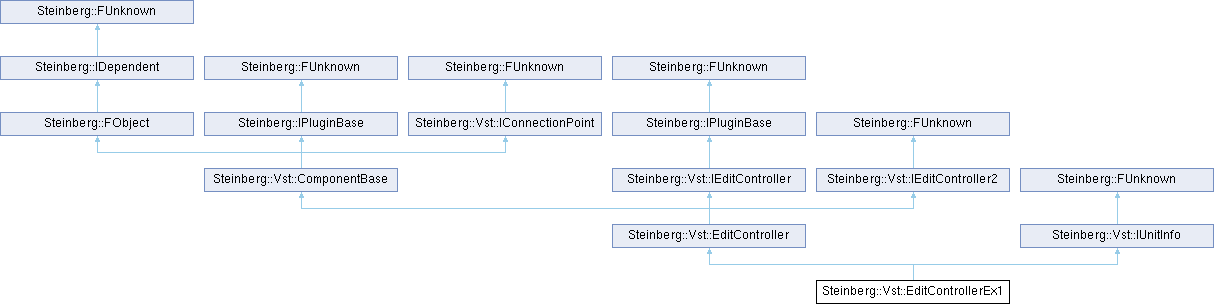 Steinberg::FUnknown
Steinberg::IDependent
Steinberg::FUnknown
Steinberg::FUnknown
Steinberg::FUnknown
Steinberg::FObject
Steinberg::IPluginBase
Steinberg::Vst::IConnectionPoint
Steinberg::IPluginBase
Steinberg::FUnknown
Steinberg::Vst::ComponentBase
Steinberg::Vst::IEditController
Steinberg::Vst::IEditController2
Steinberg::FUnknown
Steinberg::Vst::EditController
Steinberg::Vst::IUnitInfo
Steinberg::Vst::EditControllerEx1